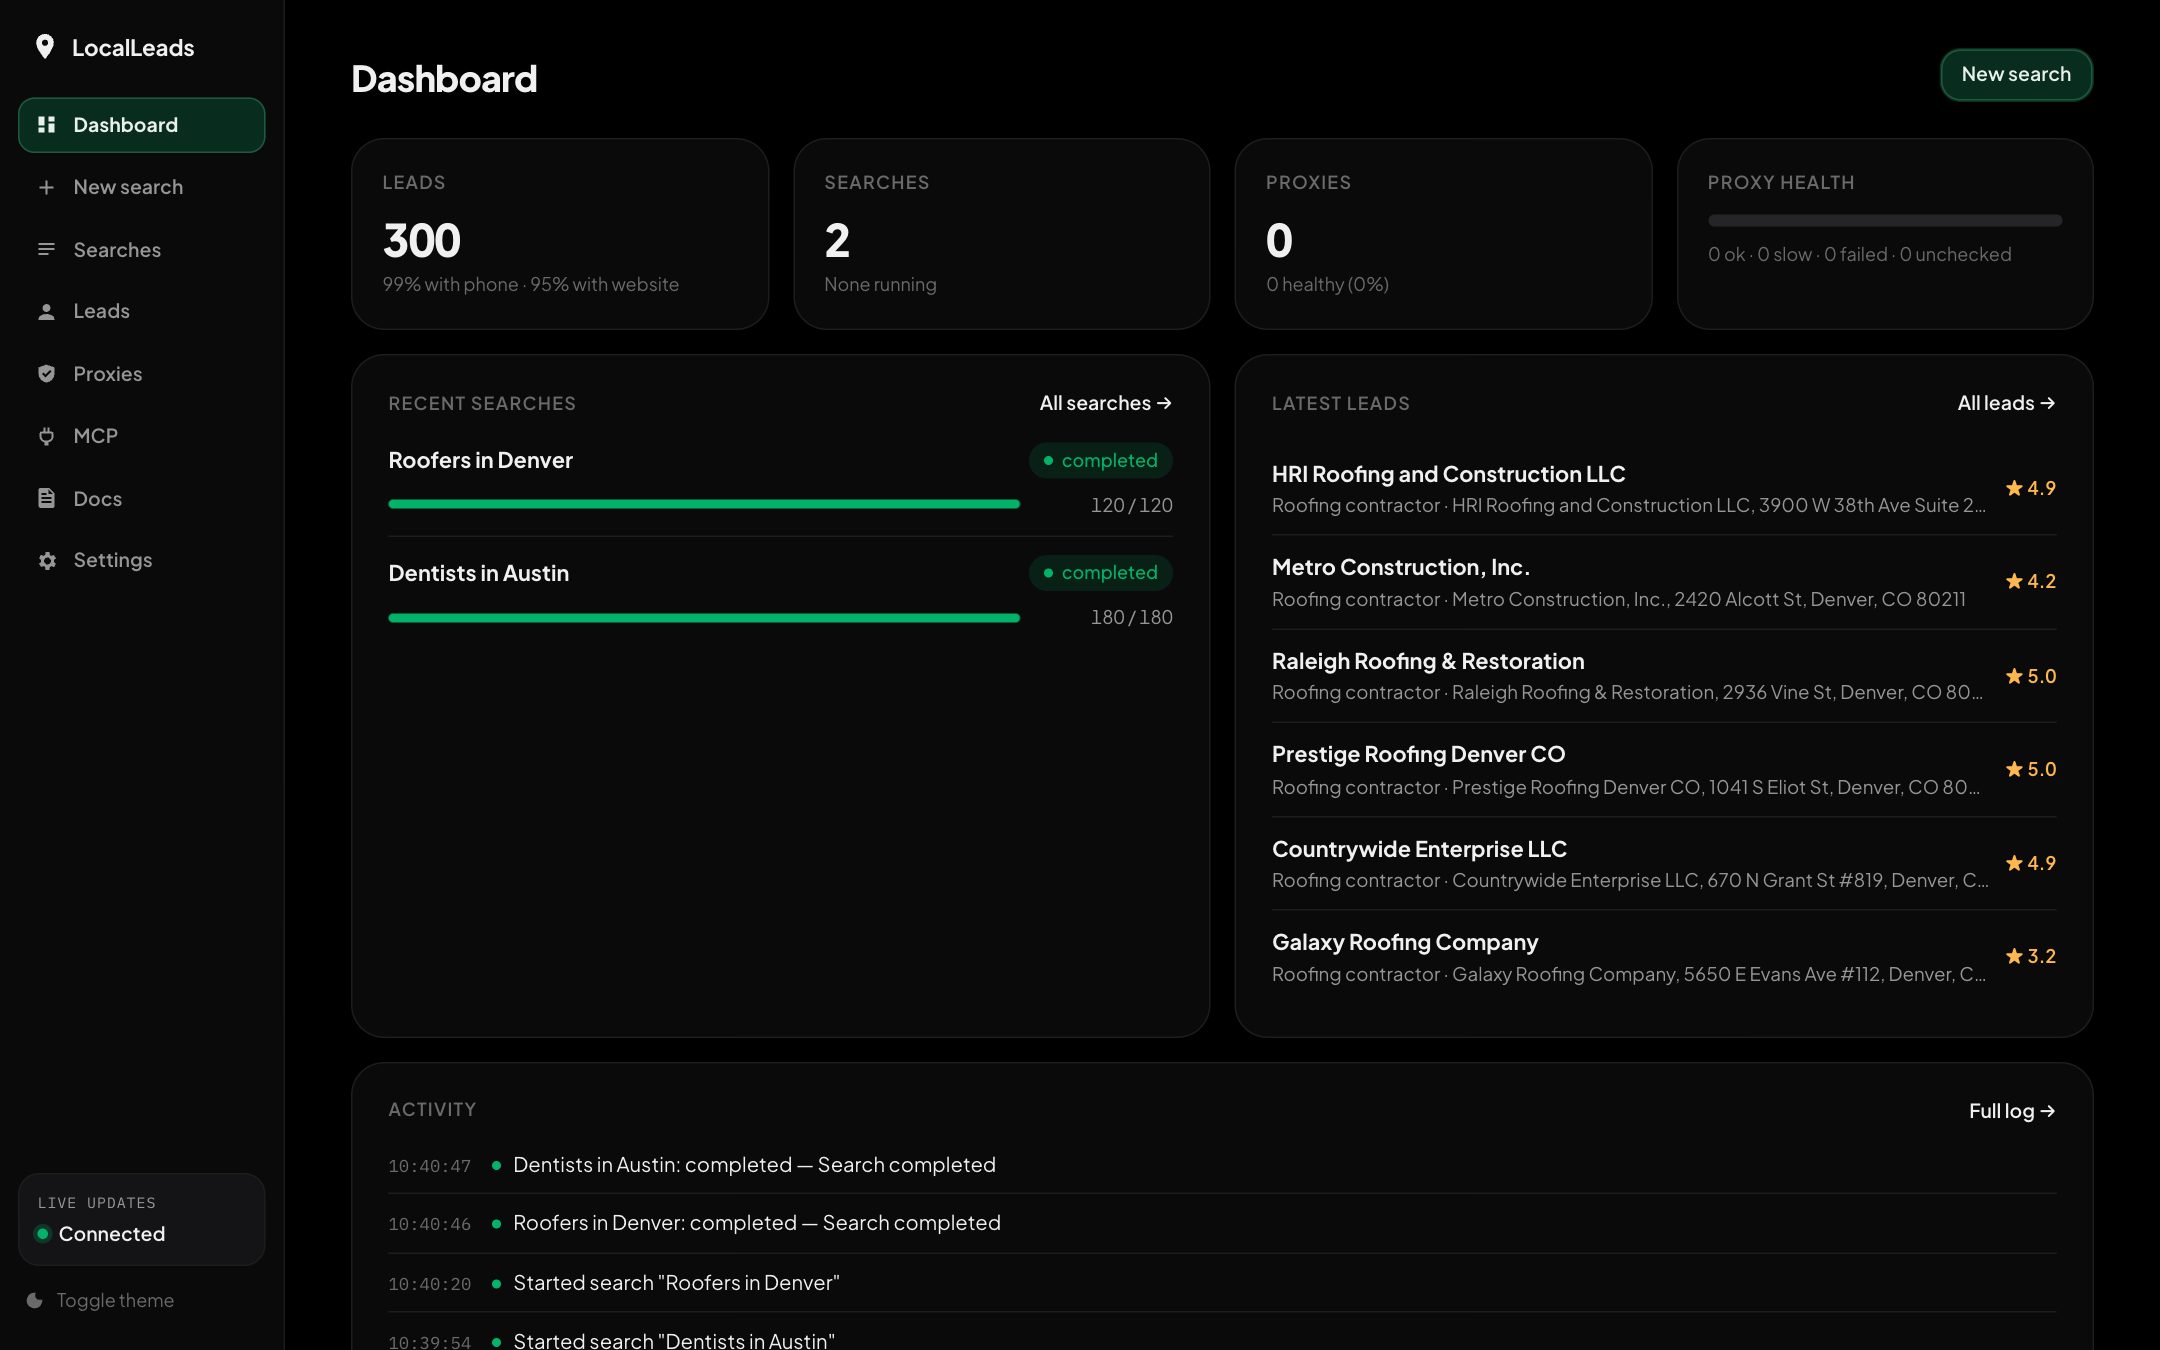 LocalLeads
Dashboard
New search
Searches
Leads
Proxies
MCP
Docs
Settings
LIVE UPDATES
Connected
Toggle theme
Dashboard
New search
LEADS
300
99% with phone · 95% with website
SEARCHES
2
None running
PROXIES
0
0 healthy (0%)
PROXY HEALTH
0 ok · 0 slow · 0 failed · 0 unchecked
RECENT SEARCHES
All searches →
Roofers in Denver
completed
120 / 120
Dentists in Austin
completed
180 / 180
LATEST LEADS
All leads →
HRI Roofing and Construction LLC
Roofing contractor · HRI Roofing and Construction LLC, 3900 W 38th Ave Suite 2...
★ 4.9
Metro Construction, Inc.
Roofing contractor · Metro Construction, Inc., 2420 Alcott St, Denver, CO 80211
★ 4.2
Raleigh Roofing & Restoration
Roofing contractor · Raleigh Roofing & Restoration, 2936 Vine St, Denver, CO 80...
★ 5.0
Prestige Roofing Denver CO
Roofing contractor · Prestige Roofing Denver CO, 1041 S Eliot St, Denver, CO 80...
★ 5.0
Countrywide Enterprise LLC
Roofing contractor · Countrywide Enterprise LLC, 670 N Grant St #819, Denver, C...
★ 4.9
Galaxy Roofing Company
Roofing contractor · Galaxy Roofing Company, 5650 E Evans Ave #112, Denver, C...
★ 3.2
ACTIVITY
Full log →
10:40:47 Dentists in Austin: completed — Search completed
10:40:46 Roofers in Denver: completed — Search completed
10:40:20 Started search "Roofers in Denver"
10:39:54 Started search "Dentists in Austin"